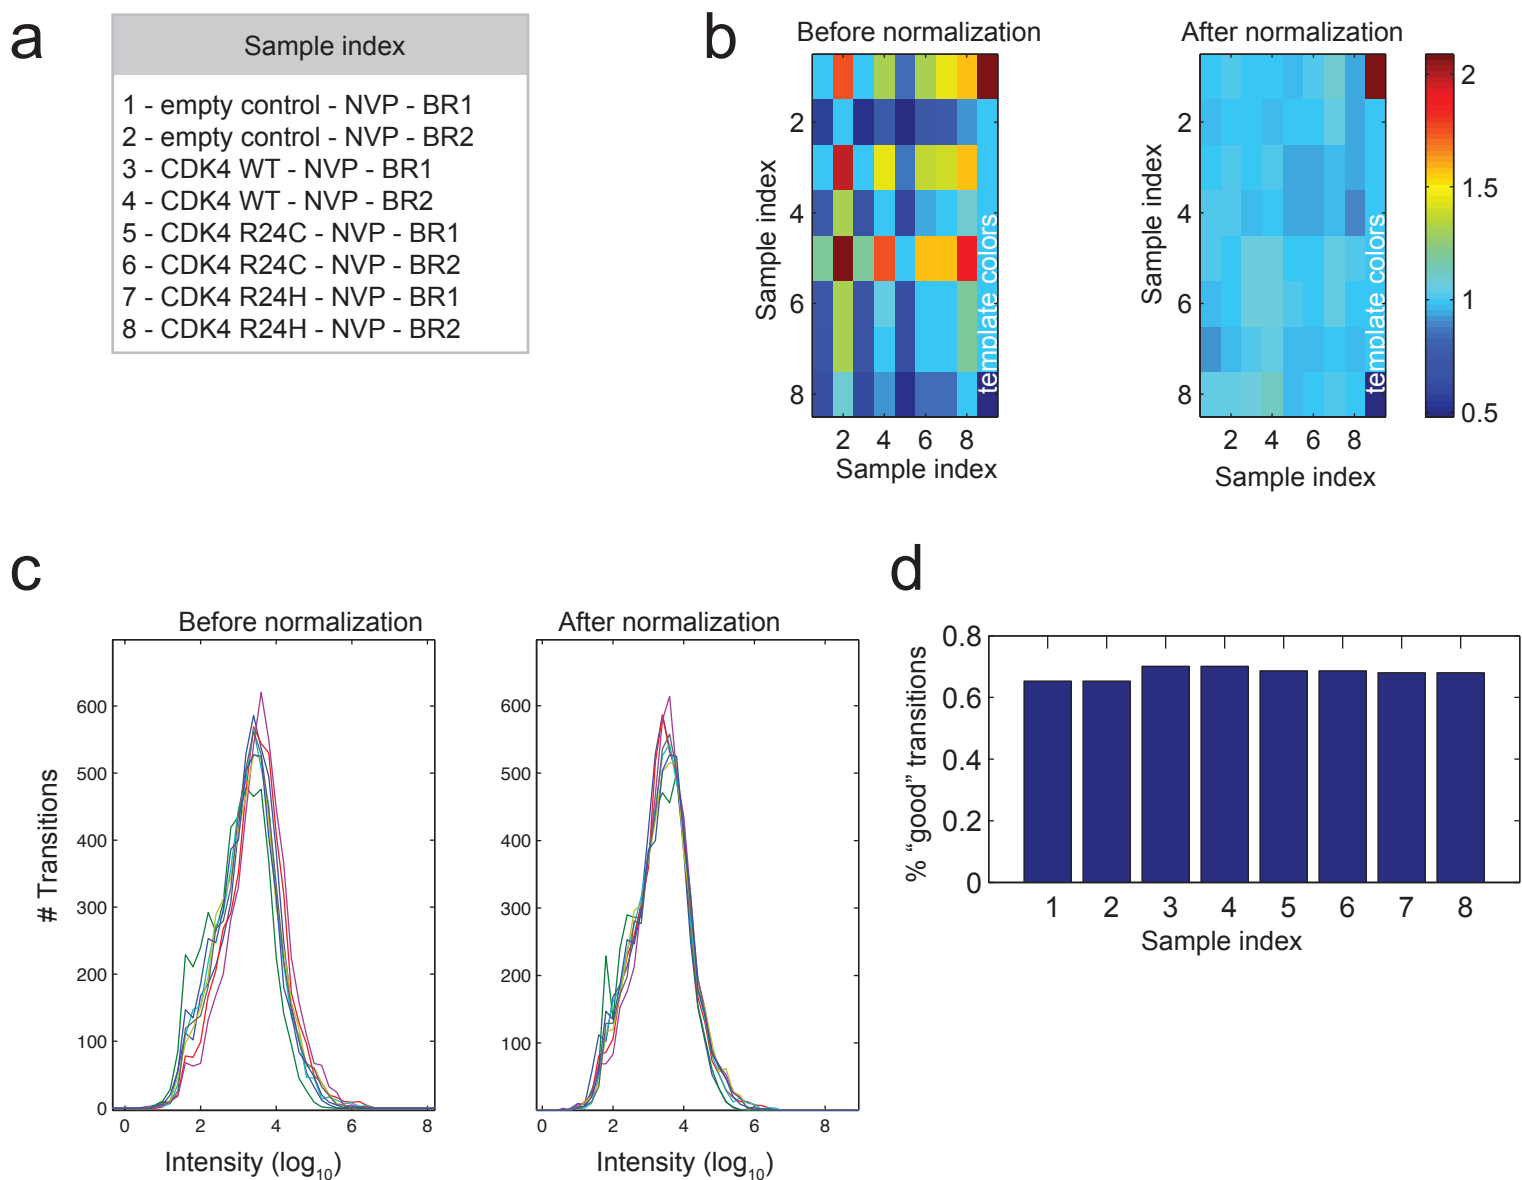 a
Sample index
1 - empty control - NVP - BR1
2 - empty control - NVP - BR2
3 - CDK4 WT - NVP - BR1
4 - CDK4 WT - NVP - BR2
5 - CDK4 R24C - NVP - BR1
6 - CDK4 R24C - NVP - BR2
7 - CDK4 R24H - NVP - BR1
8 - CDK4 R24H - NVP - BR2
b
Before normalization
Sample index
2
4
6
8
template colors
2 4 6 8
Sample index
After normalization
Sample index
2
4
6
8
template colors
2 4 6 8
Sample index
2
1.5
1
0.5
c
Before normalization
# Transitions
600
500
400
300
200
100
0
0 2 4 6 8
Intensity (log10)
After normalization
600
500
400
300
200
100
0 2 4 6 8
Intensity (log10)
d
% “good” transitions
0.8
0.6
0.4
0.2
0
1 2 3 4 5 6 7 8
Sample index